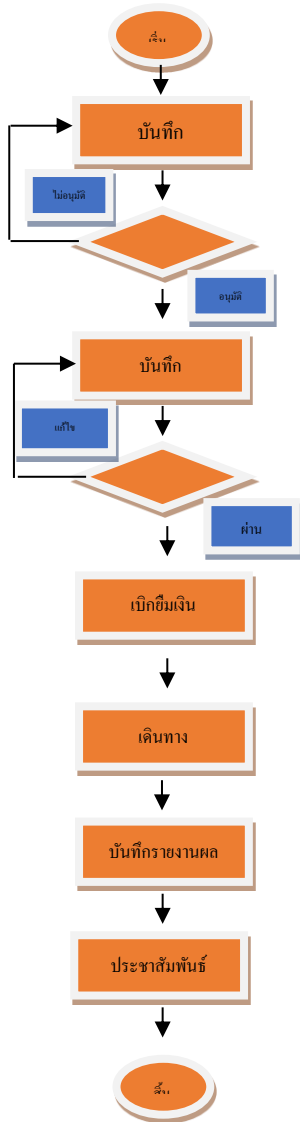 เริ่ม
บันทึก
ไม่อนุมัติ
อนุมัติ
บันทึก
แก้ไข
ผ่าน
เบิกยืมเงิน
เดินทาง
บันทึกรายงานผล
ประชาสัมพันธ์
สิ้น